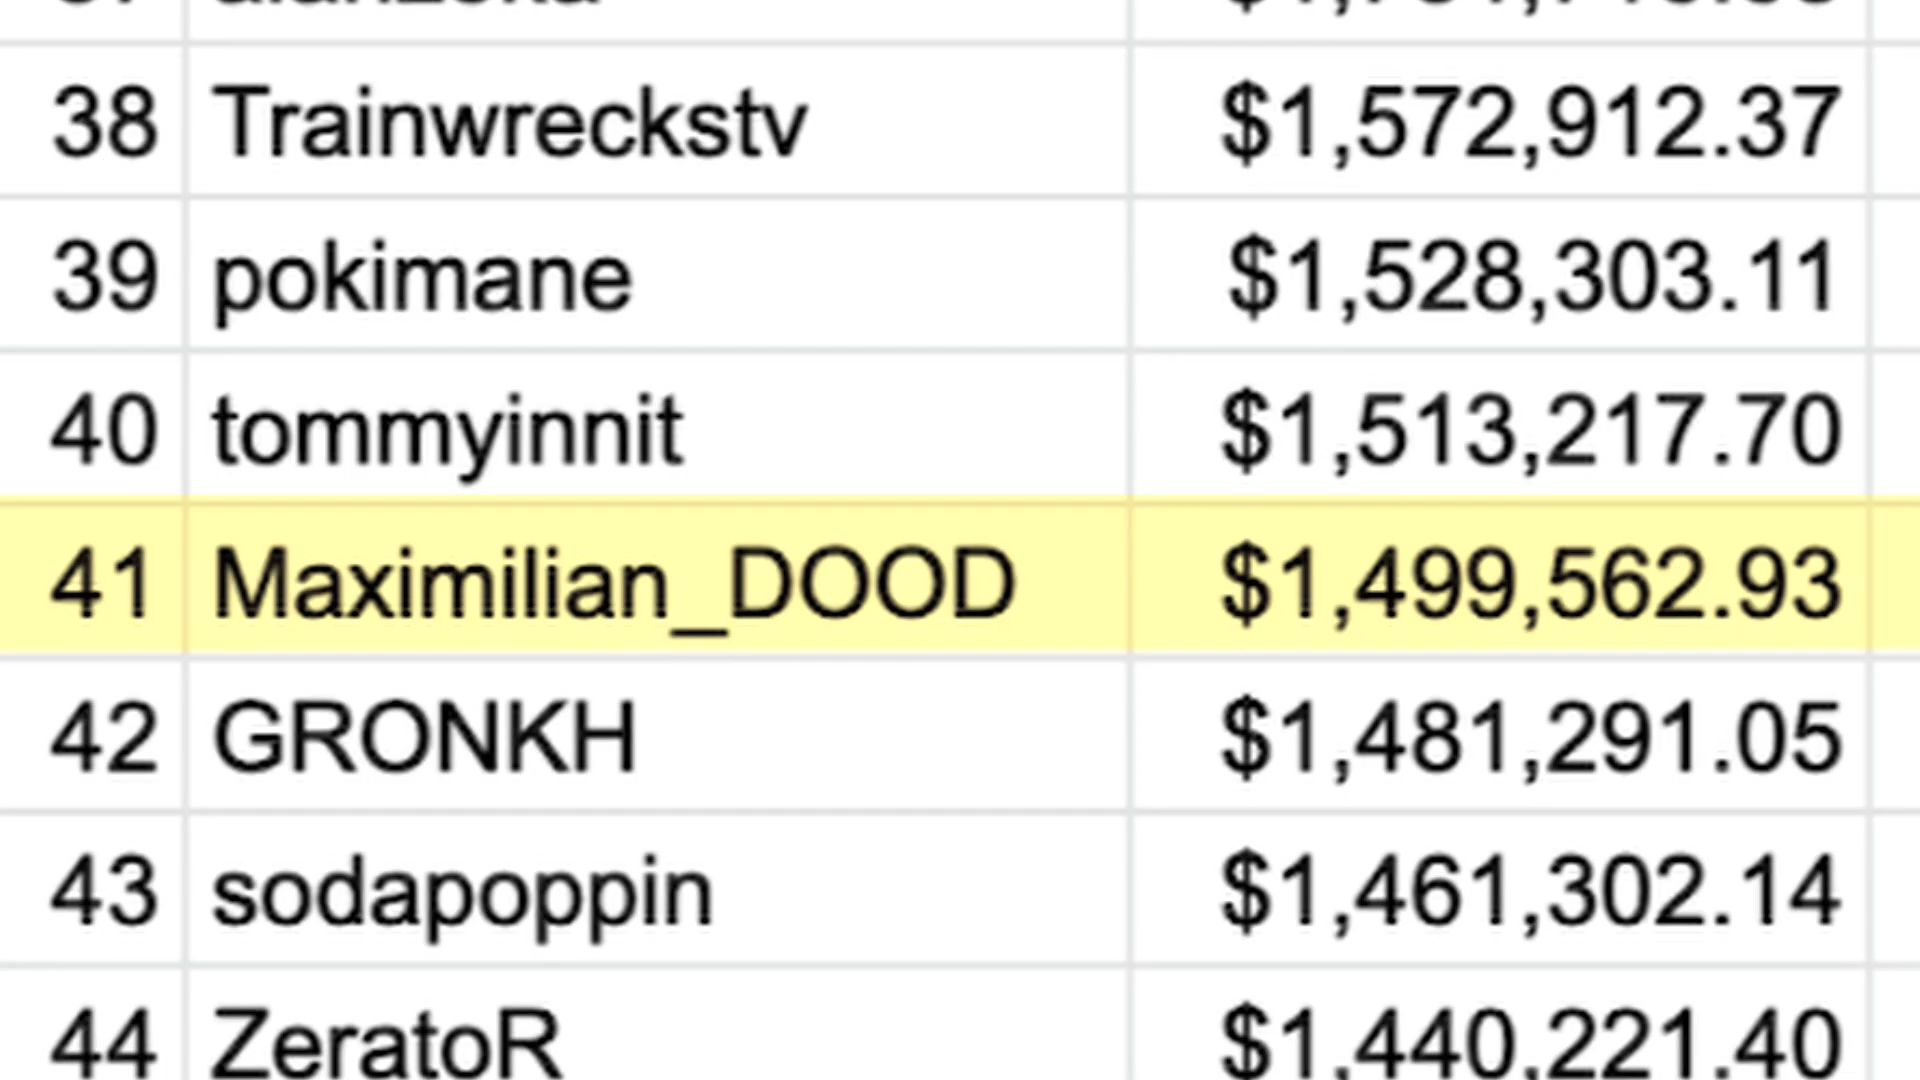 38 Trainwreckstv $1,572,912.37
39 pokimane $1,528,303.11
40 tommyinnit $1,513,217.70
41 Maximilian_DOOD $1,499,562.93
42 GRONKH $1,481,291.05
43 sodapoppin $1,461,302.14
44 ZeratoR $1,440,221.40